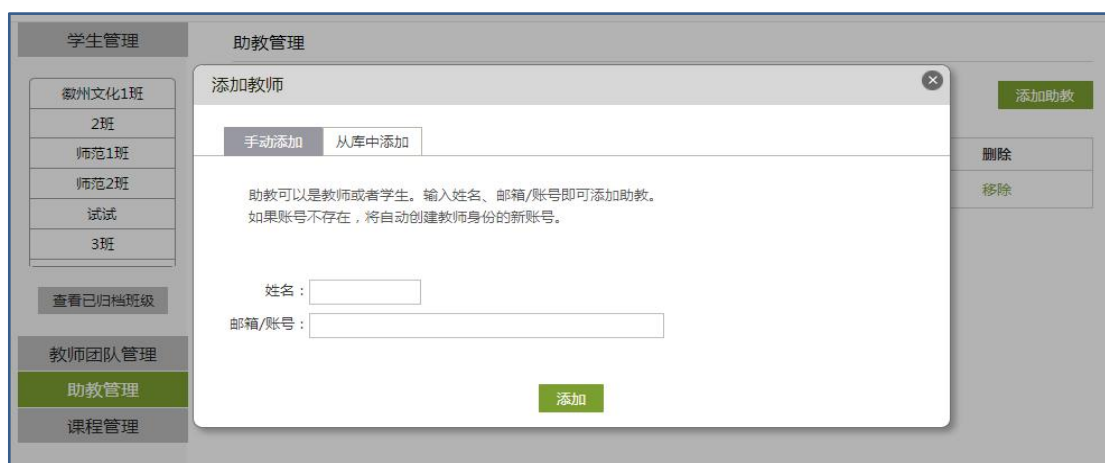 学生管理
徽州文化1班
2班
师范1班
师范2班
试试
3班
查看已归档班级
教师团队管理
助教管理
课程管理
助教管理
添加助教
删除
移除
添加教师
手动添加 从库中添加
助教可以是教师或者学生。输入姓名、邮箱/账号即可添加助教。
如果账号不存在，将自动创建教师身份的新账号。
姓名：
邮箱/账号：
添加